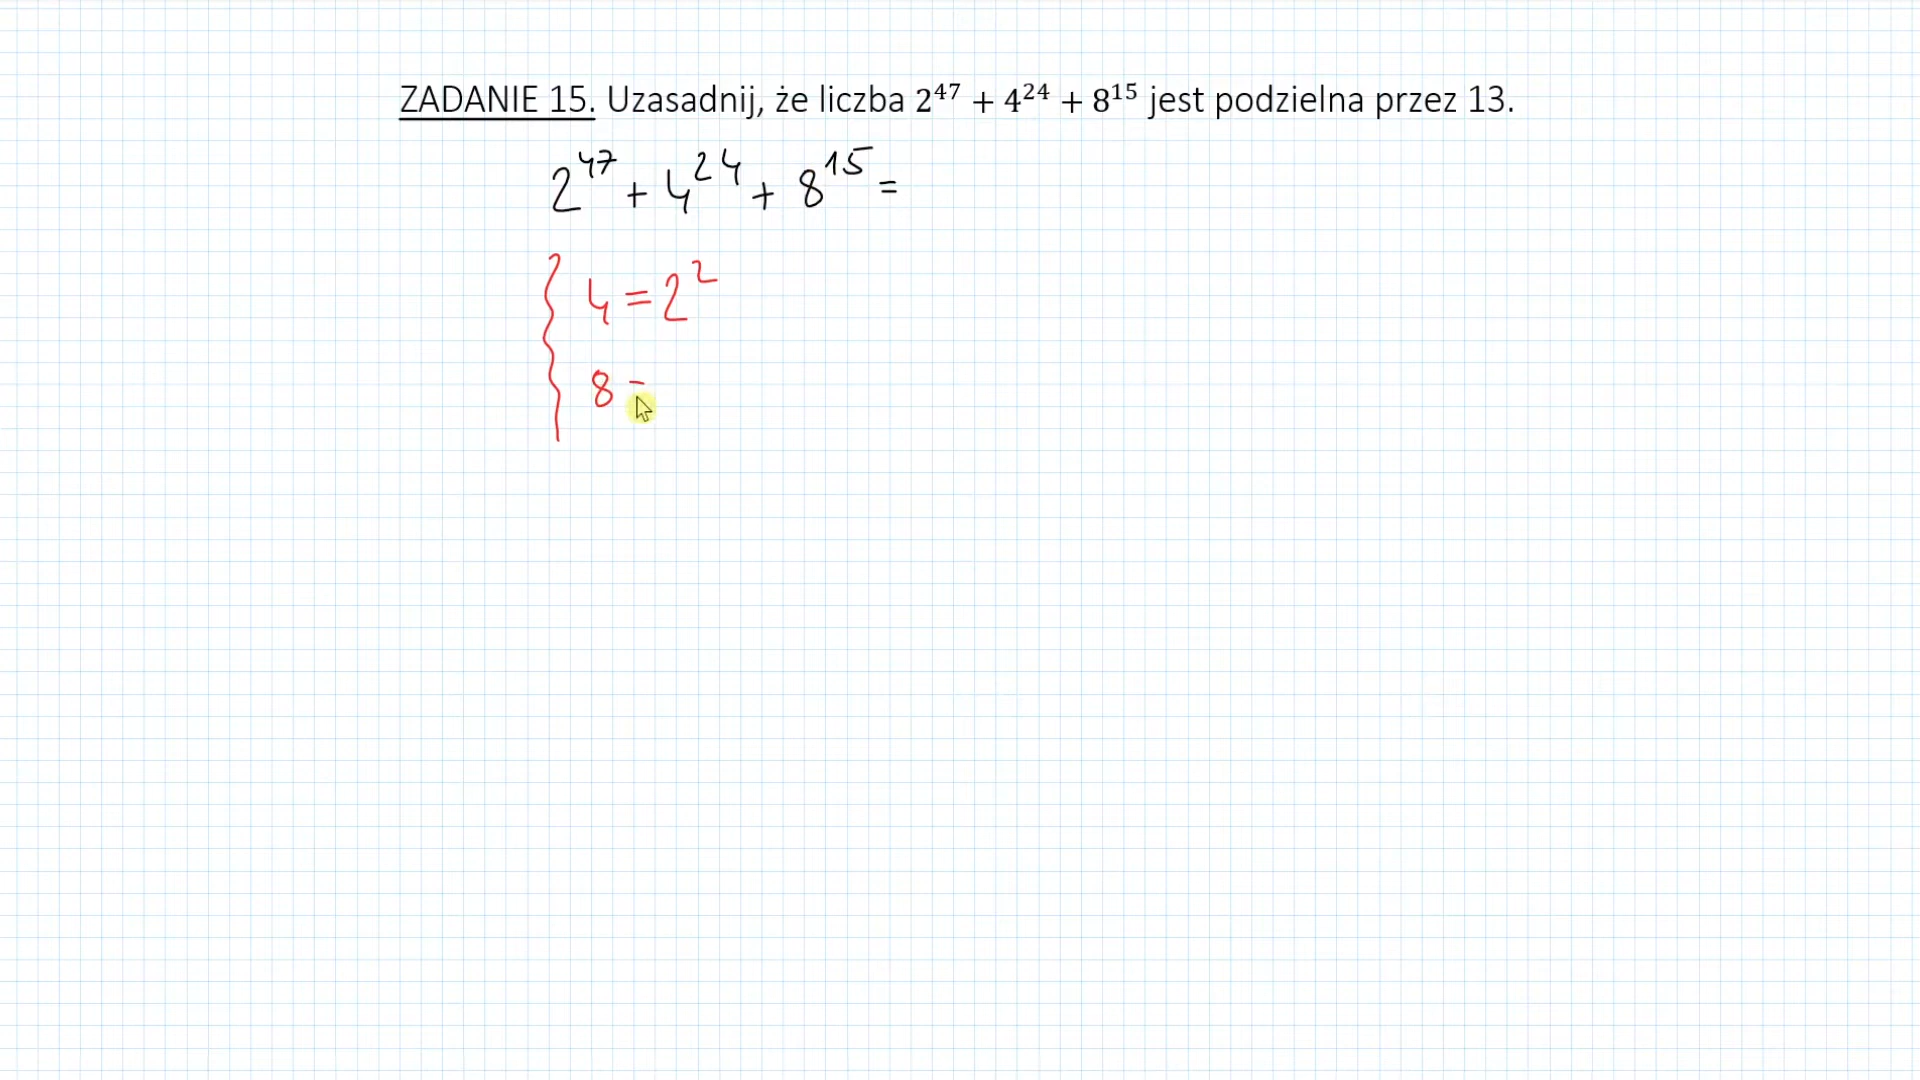 ZADANIE 15. Uzasadnij, że liczba 2⁴⁷ + 4²⁴ + 8¹⁵ jest podzielna przez 13.
2⁴⁷ + 4²⁴ + 8¹⁵ =
4 = 2²
8 -